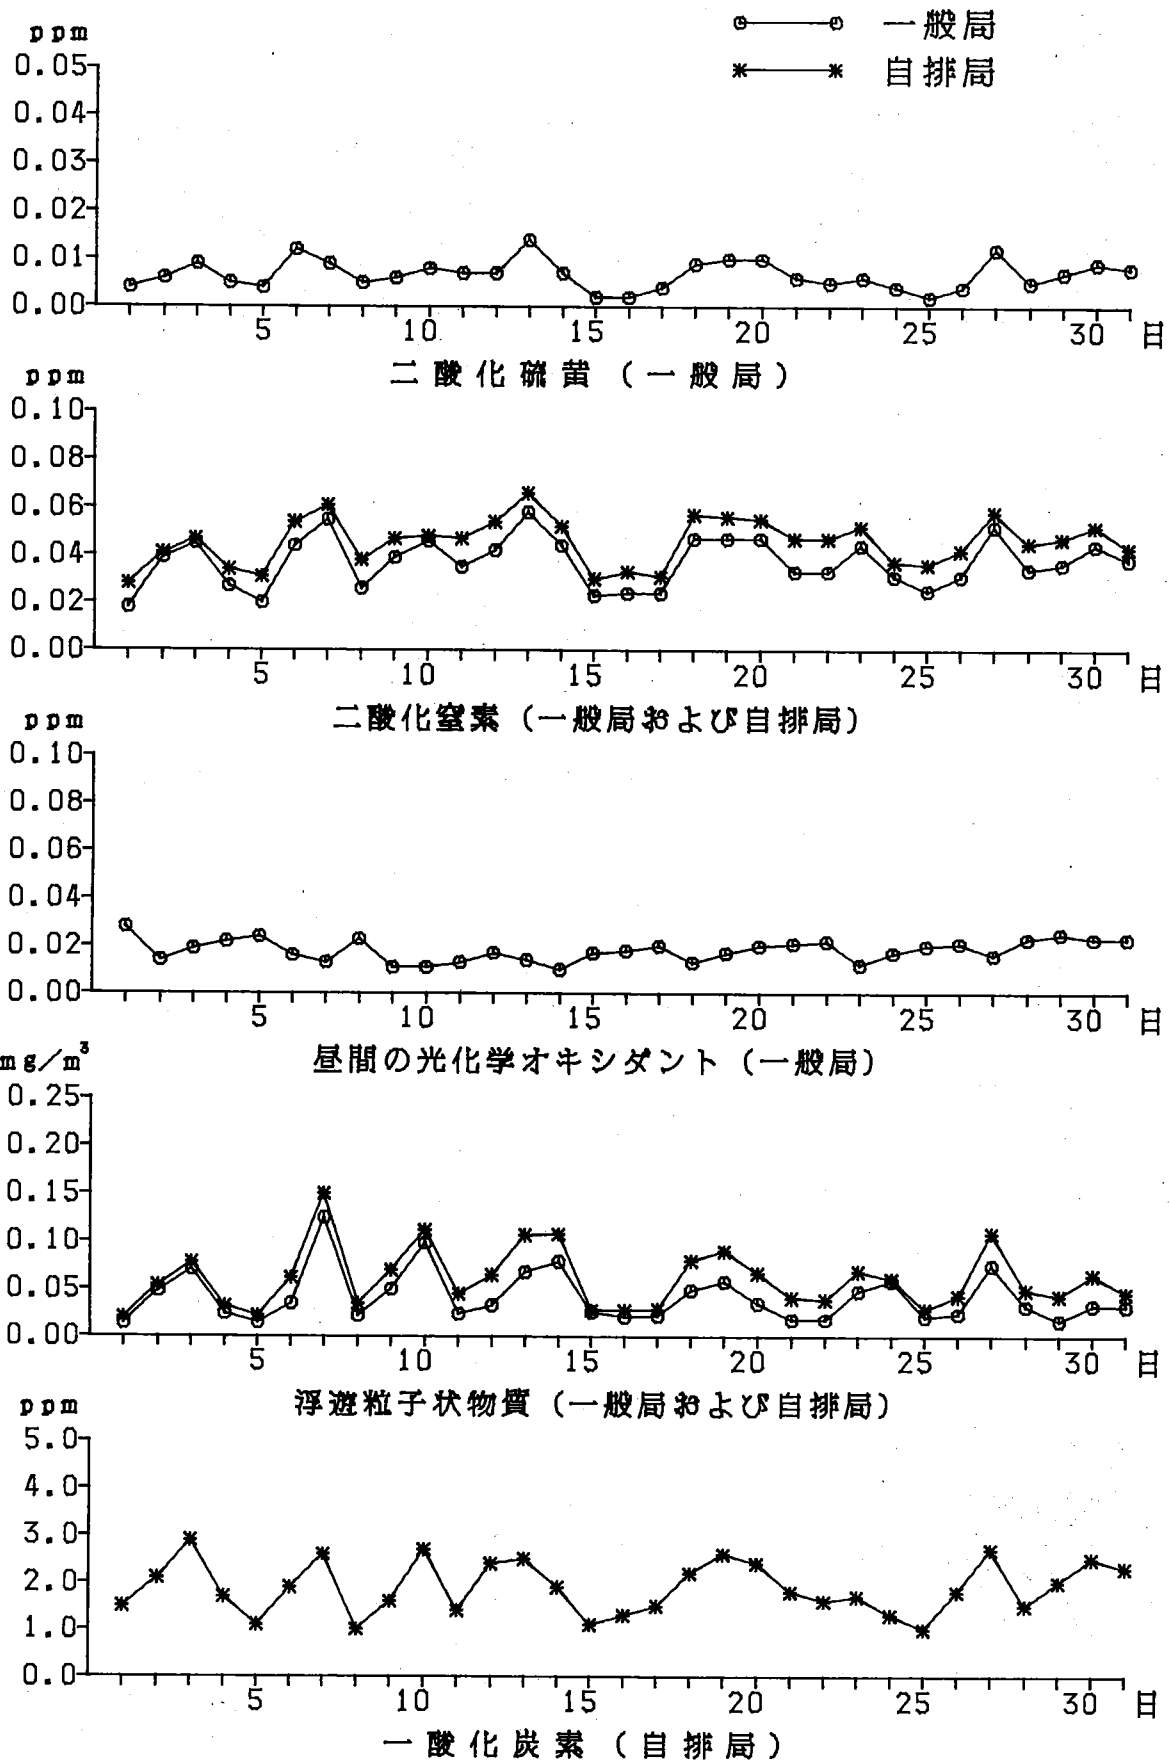 一般局
自排局
ppm
0.05
0.04
0.03
0.02
0.01
0.00
5 10 15 20 25 30 日
二酸化硫黄（一般局）
ppm
0.10
0.08
0.06
0.04
0.02
0.00
5 10 15 20 25 30 日
二酸化窒素（一般局および自排局）
ppm
0.10
0.08
0.06
0.04
0.02
0.00
5 10 15 20 25 30 日
昼間の光化学オキシダント（一般局）
mg/m³
0.25
0.20
0.15
0.10
0.05
0.00
5 10 15 20 25 30 日
浮遊粒子状物質（一般局および自排局）
ppm
5.0
4.0
3.0
2.0
1.0
0.0
5 10 15 20 25 30 日
一酸化炭素（自排局）